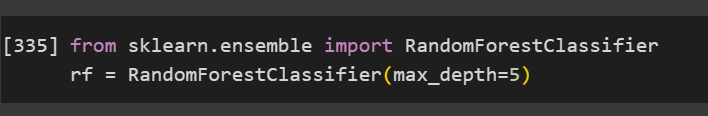 [335] from sklearn.ensemble import RandomForestClassifier
rf = RandomForestClassifier(max_depth=5)